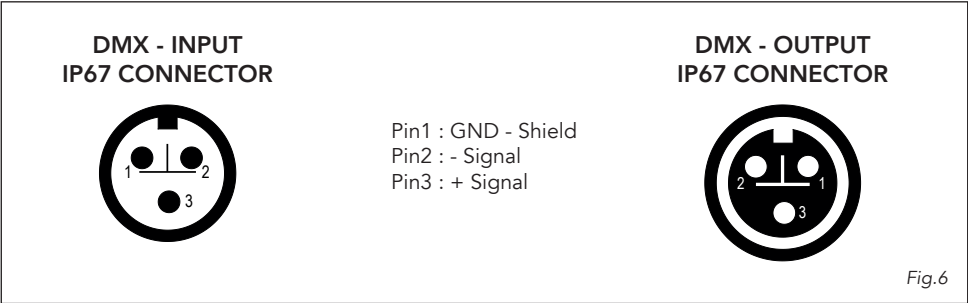 DMX - INPUT
IP67 CONNECTOR
1
2
3
Pin1 : GND - Shield
Pin2 : - Signal
Pin3 : + Signal
DMX - OUTPUT
IP67 CONNECTOR
2
1
3
Fig.6